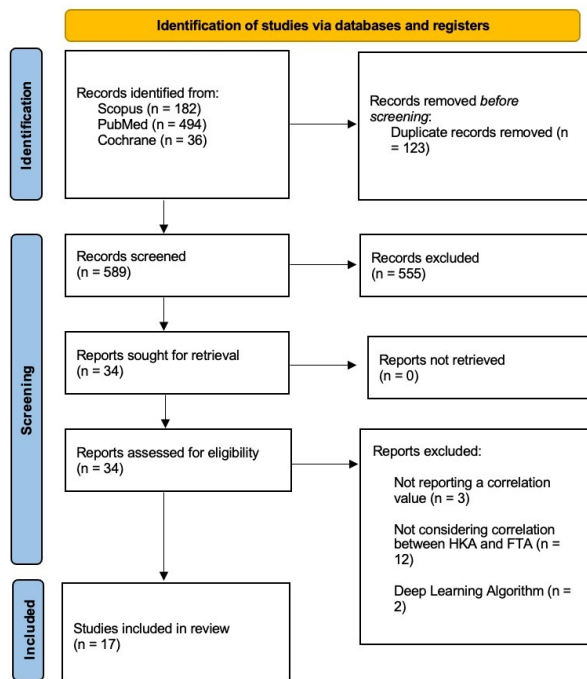 Identification of studies via databases and registers
Identification
Records identified from:
Scopus (n = 182)
PubMed (n = 494)
Cochrane (n = 36)
Records removed before
screening:
Duplicate records removed (n
= 123)
Screening
Records screened
(n = 589)
Records excluded
(n = 555)
Reports sought for retrieval
(n = 34)
Reports not retrieved
(n = 0)
Reports assessed for eligibility
(n = 34)
Reports excluded:
Not reporting a correlation
value (n = 3)
Not considering correlation
between HKA and FTA (n =
12)
Deep Learning Algorithm (n =
2)
Included
Studies included in review
(n = 17)